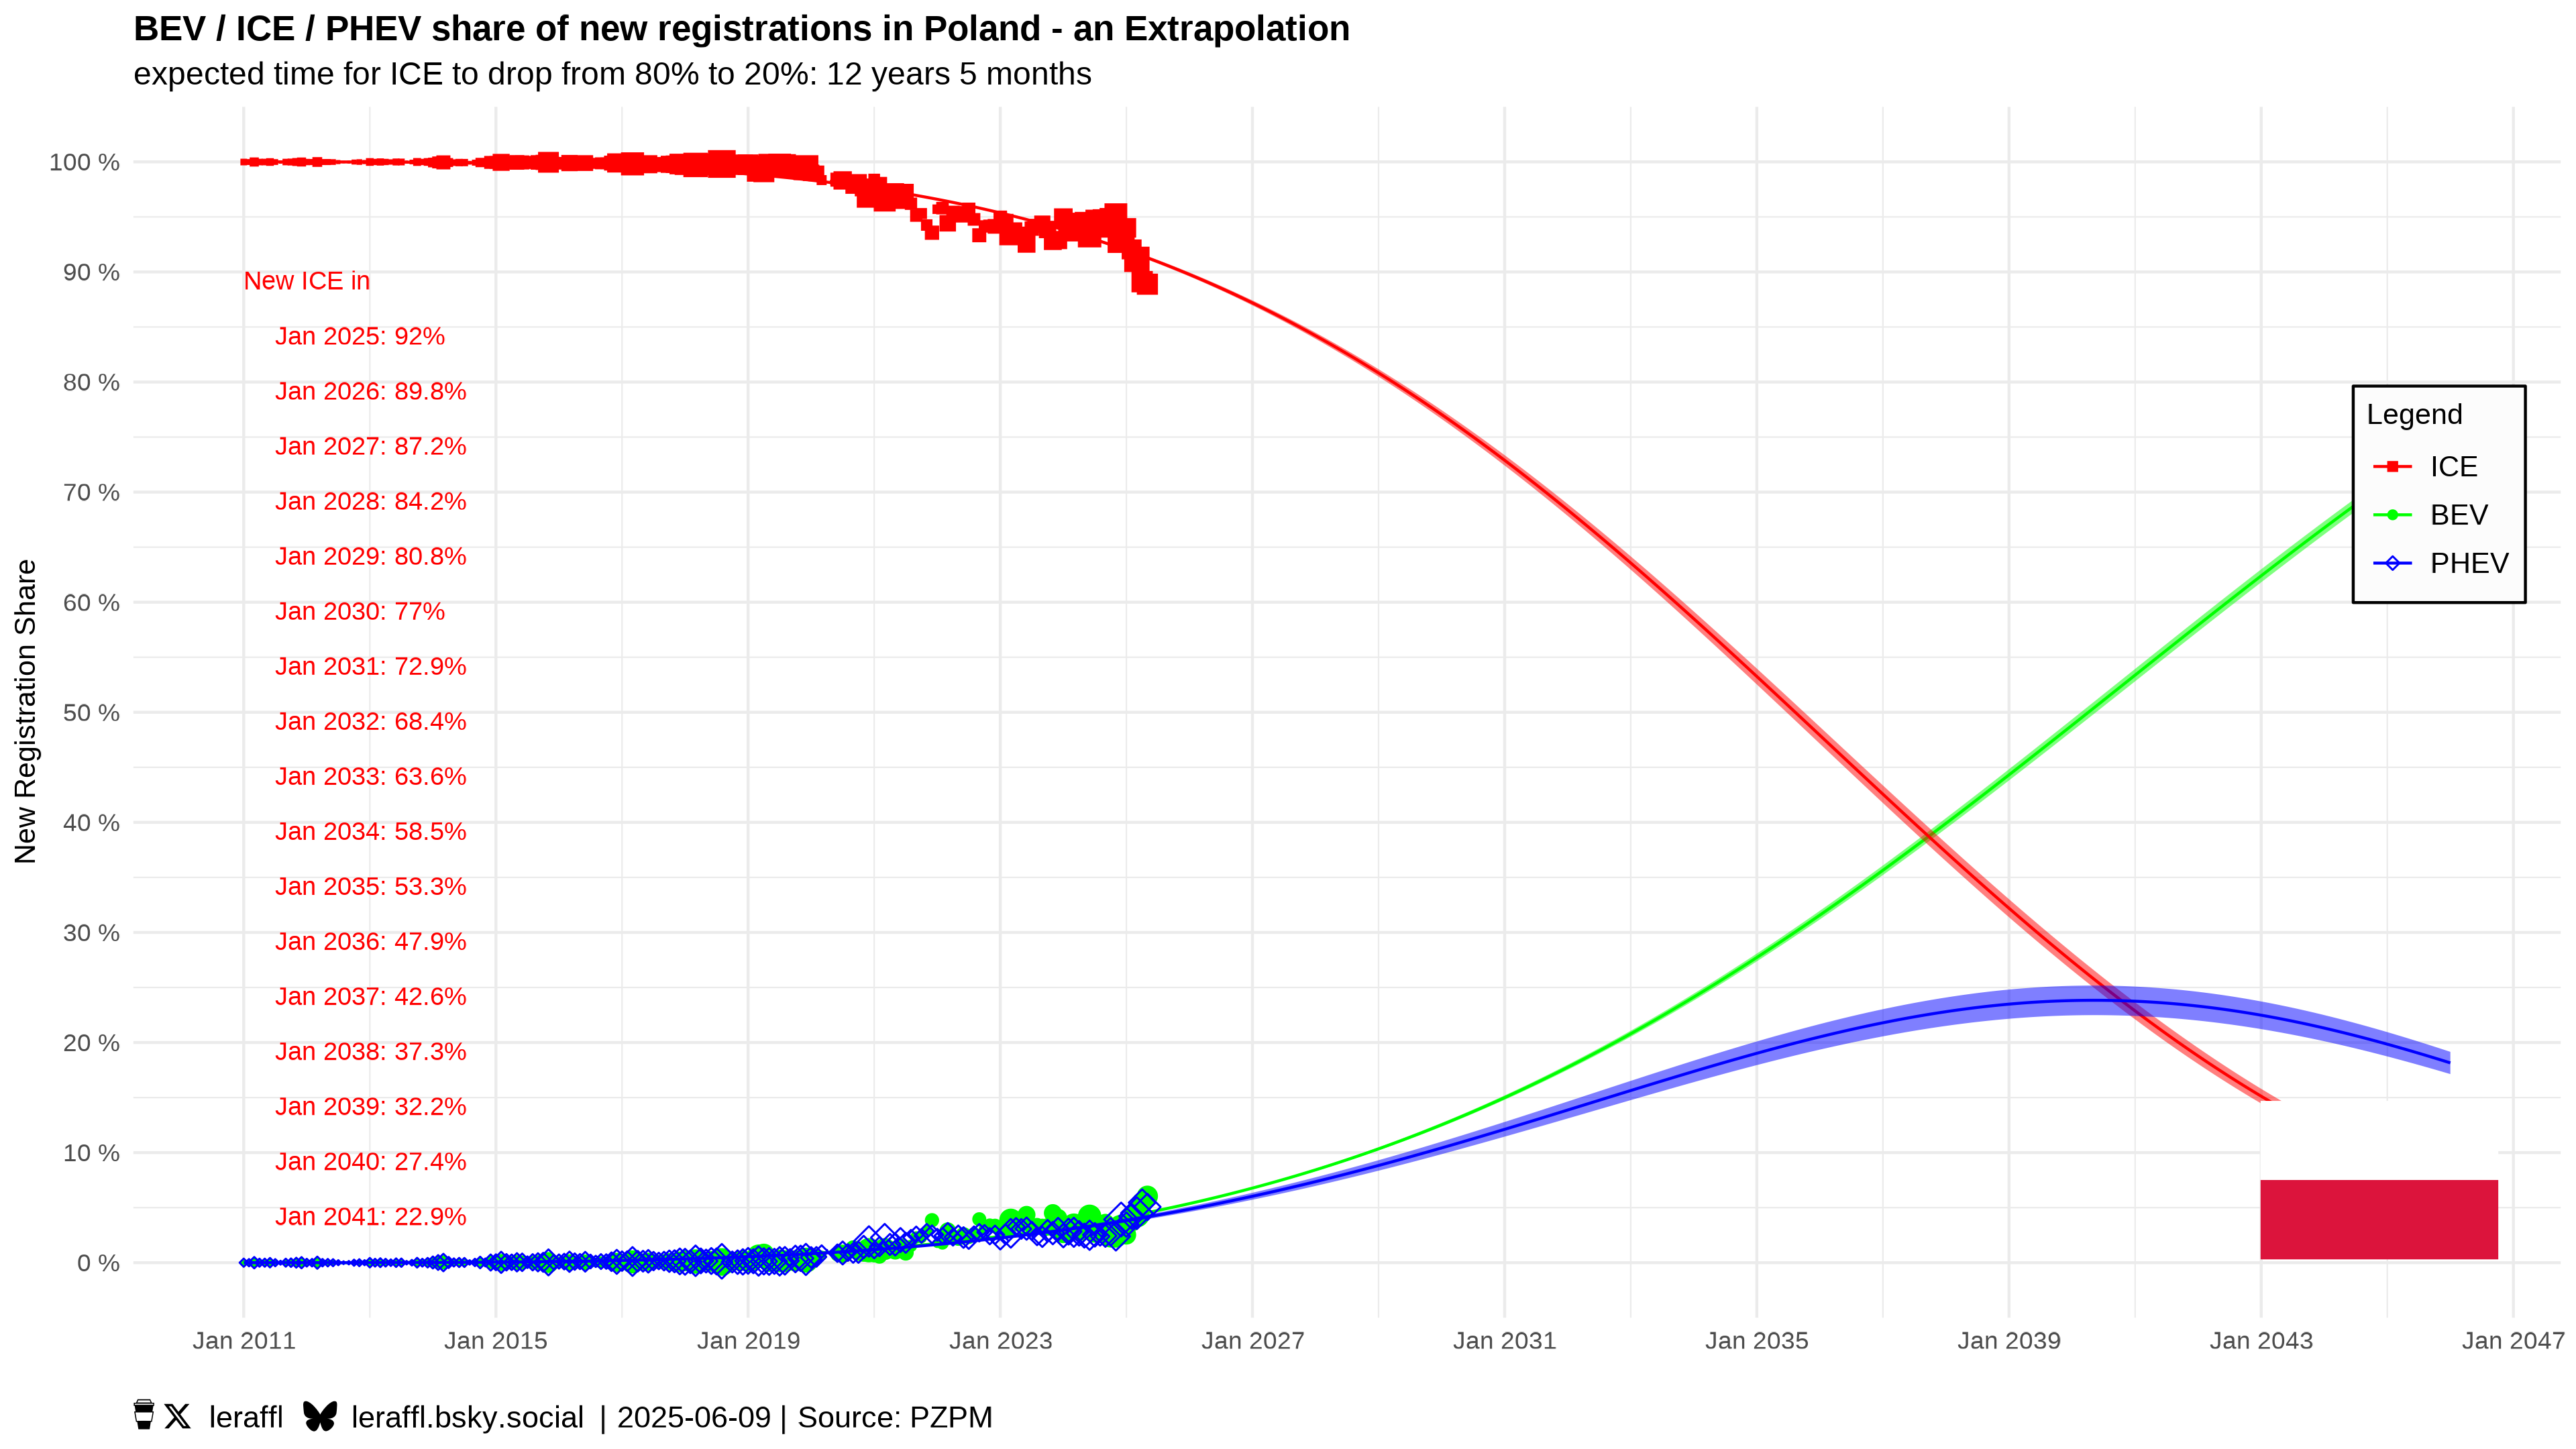 BEV / ICE / PHEV share of new registrations in Poland - an Extrapolation
expected time for ICE to drop from 80% to 20%: 12 years 5 months
New Registration Share
100 %
90 %
80 %
70 %
60 %
50 %
40 %
30 %
20 %
10 %
0 %
New ICE in
Jan 2025: 92%
Jan 2026: 89.8%
Jan 2027: 87.2%
Jan 2028: 84.2%
Jan 2029: 80.8%
Jan 2030: 77%
Jan 2031: 72.9%
Jan 2032: 68.4%
Jan 2033: 63.6%
Jan 2034: 58.5%
Jan 2035: 53.3%
Jan 2036: 47.9%
Jan 2037: 42.6%
Jan 2038: 37.3%
Jan 2039: 32.2%
Jan 2040: 27.4%
Jan 2041: 22.9%
Legend
ICE
BEV
PHEV
Jan 2011 Jan 2015 Jan 2019 Jan 2023 Jan 2027 Jan 2031 Jan 2035 Jan 2039 Jan 2043 Jan 2047
leraffl leraffl.bsky.social | 2025-06-09 | Source: PZPM